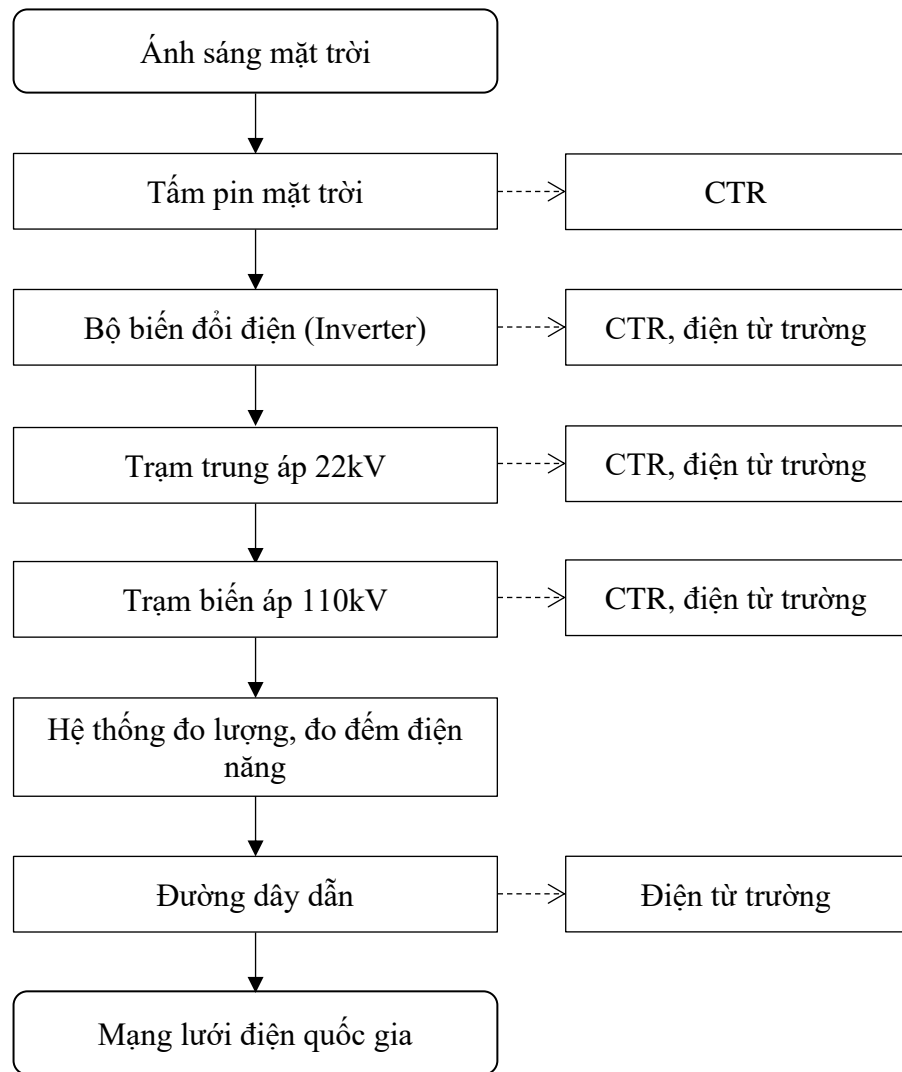 Ánh sáng mặt trời
Tấm pin mặt trời
CTR
Bộ biến đổi điện (Inverter)
CTR, điện từ trường
Trạm trung áp 22kV
CTR, điện từ trường
Trạm biến áp 110kV
CTR, điện từ trường
Hệ thống đo lượng, đo đếm điện
năng
Đường dây dẫn
Điện từ trường
Mạng lưới điện quốc gia